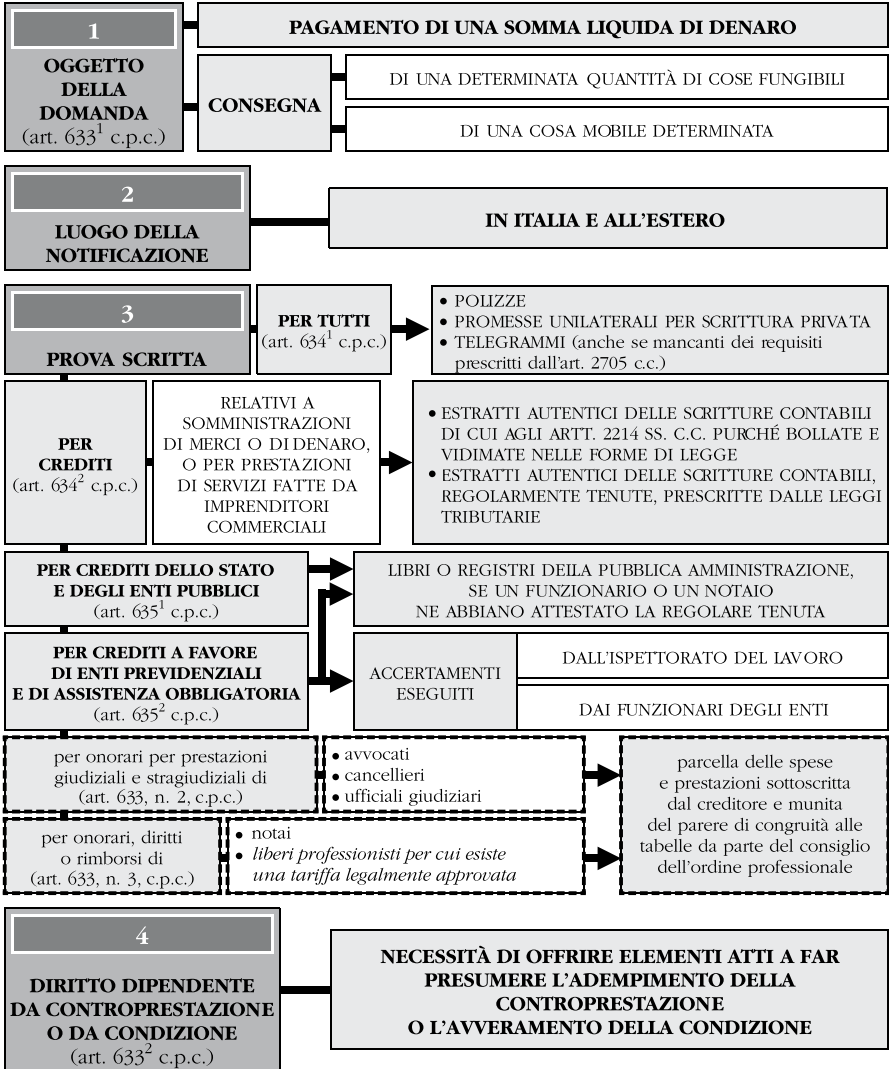 1
OGGETTO
DELLA
DOMANDA
(art. 633¹ c.p.c.)
PAGAMENTO DI UNA SOMMA LIQUIDA DI DENARO
CONSEGNA
DI UNA DETERMINATA QUANTITÀ DI COSE FUNGIBILI
DI UNA COSA MOBILE DETERMINATA
2
LUOGO DELLA
NOTIFICAZIONE
IN ITALIA E ALL'ESTERO
3
PROVA SCRITTA
PER TUTTI
(art. 634¹ c.p.c.)
• POLIZZE
• PROMESSE UNILATERALI PER SCRITTURA PRIVATA
• TELEGRAMMI (anche se mancanti dei requisiti
prescritti dall'art. 2705 c.c.)
PER
CREDITI
(art. 634² c.p.c.)
RELATIVI A
SOMMINISTRAZIONI
DI MERCI O DI DENARO,
O PER PRESTAZIONI
DI SERVIZI FATTE DA
IMPRENDITORI
COMMERCIALI
• ESTRATTI AUTENTICI DELLE SCRITTURE CONTABILI
DI CUI AGLI ARTT. 2214 SS. C.C. PURCHÉ BOLLATE E
VIDIMATE NELLE FORME DI LEGGE
• ESTRATTI AUTENTICI DELLE SCRITTURE CONTABILI,
REGOLARMENTE TENUTE, PRESCRITTE DALLE LEGGI
TRIBUTARIE
PER CREDITI DELLO STATO
E DEGLI ENTI PUBBLICI
(art. 635¹ c.p.c.)
LIBRI O REGISTRI DELLA PUBBLICA AMMINISTRAZIONE,
SE UN FUNZIONARIO O UN NOTAIO
NE ABBIANO ATTESTATO LA REGOLARE TENUTA
PER CREDITI A FAVORE
DI ENTI PREVIDENZIALI
E DI ASSISTENZA OBBLIGATORIA
(art. 635² c.p.c.)
ACCERTAMENTI
ESEGUITI
DALL'ISPETTORATO DEL LAVORO
DAI FUNZIONARI DEGLI ENTI
per onorari per prestazioni
giudiziali e stragiudiziali di
(art. 633, n. 2, c.p.c.)
• avvocati
• cancellieri
• ufficiali giudiziari
per onorari, diritti
o rimborsi di
(art. 633, n. 3, c.p.c.)
• notai
• liberi professionisti per cui esiste
una tariffa legalmente approvata
parcella delle spese
e prestazioni sottoscritta
dal creditore e munita
del parere di congruità alle
tabelle da parte del consiglio
dell'ordine professionale
4
DIRITTO DIPENDENTE
DA CONTROPRESTAZIONE
O DA CONDIZIONE
(art. 633² c.p.c.)
NECESSITÀ DI OFFRIRE ELEMENTI ATTI A FAR
PRESUMERE L'ADEMPIMENTO DELLA
CONTROPRESTAZIONE
O L'AVVERAMENTO DELLA CONDIZIONE